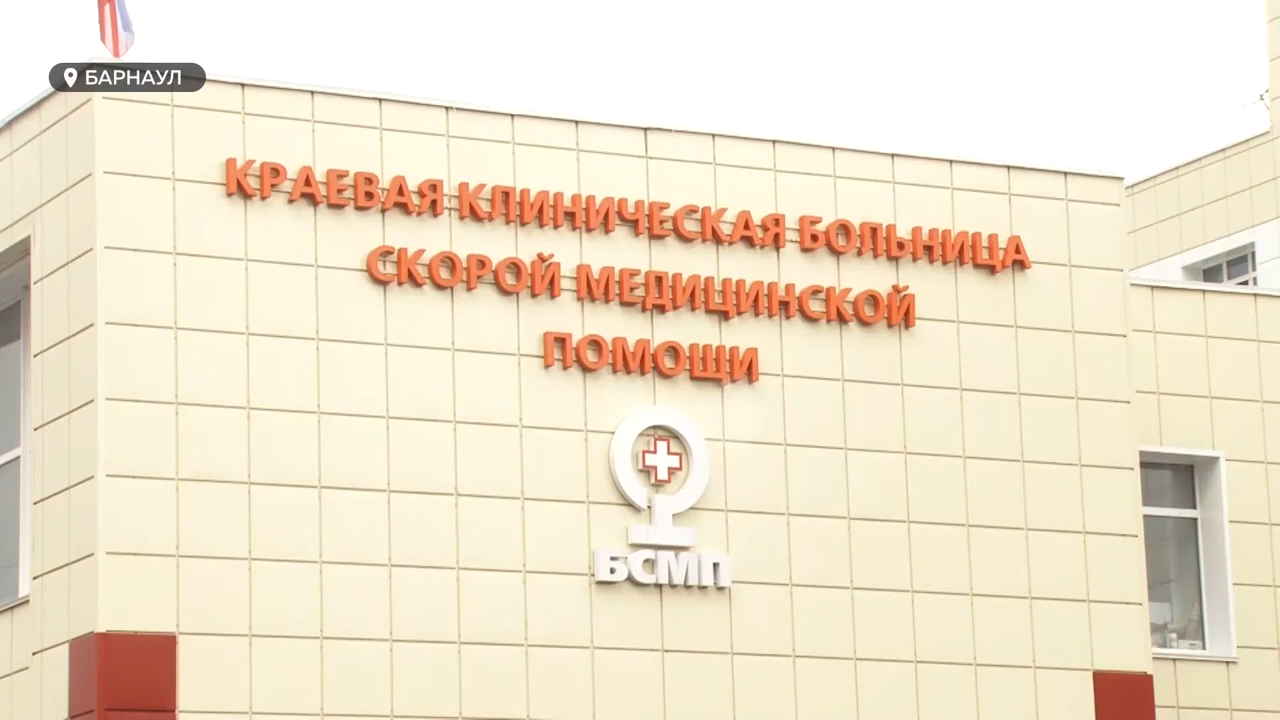 БАРНАУЛ
КРАЕВАЯ КЛИНИЧЕСКАЯ БОЛЬНИЦА
СКОРОЙ МЕДИЦИНСКОЙ
ПОМОЩИ
БСМП